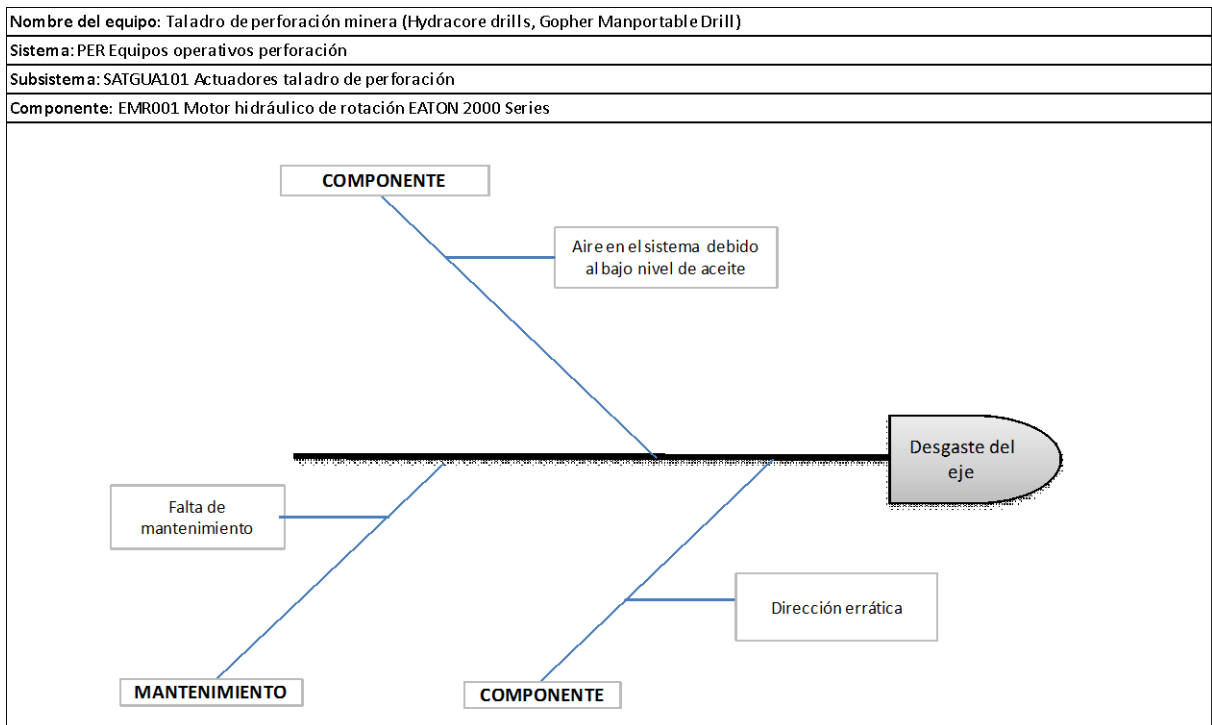 Nombre del equipo: Taladro de perforación minera (Hydracore drills, Gopher Manportable Drill)
Sistema: PER Equipos operativos perforación
Subsistema: SATGUA101 Actuadores taladro de perforación
Componente: EMR001 Motor hidráulico de rotación EATON 2000 Series
COMPONENTE
Aire en el sistema debido
al bajo nivel de aceite
Desgaste del
eje
Falta de
mantenimiento
Dirección errática
MANTENIMIENTO
COMPONENTE